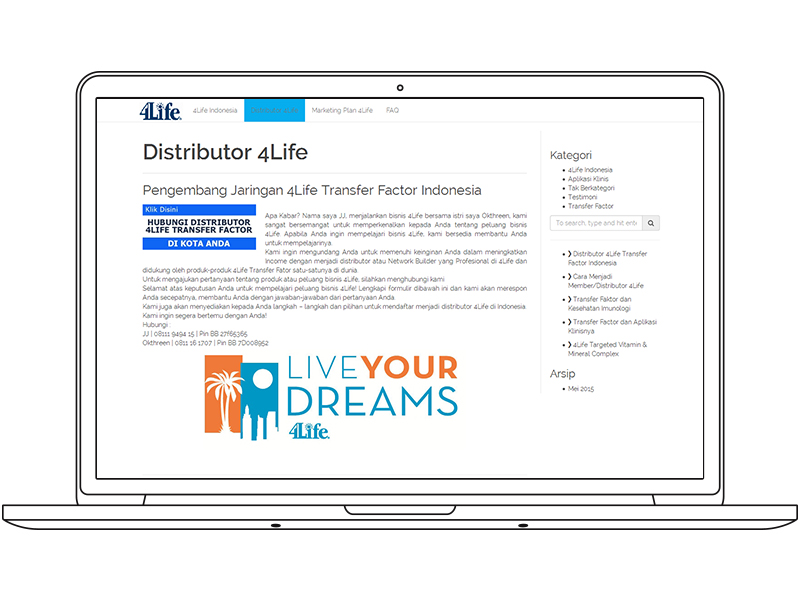 4Life
4Life Indonesia
Marketing Plan 4Life
FAQ
Distributor 4Life
Pengembang Jaringan 4Life Transfer Factor Indonesia
Klik Disini
HUBUNGI DISTRIBUTOR
4LIFE TRANSFER FACTOR
DI KOTA ANDA
Apa Kabar? Nama saya JJ, menjalankan bisnis 4Life bersama istri saya Okthreen, kami
sangat bersemangat untuk memperkenalkan kepada Anda tentang peluang bisnis
4Life. Apabila Anda ingin mempelajari bisnis 4Life, kami bersedia membantu Anda
untuk mempelajarinya.
Kami ingin mengundang Anda untuk memenuhi keinginan Anda dalam meningkatkan
Income dengan menjadi distributor atau Network Builder yang Profesional di 4Life dan
didukung oleh produk-produk 4Life Transfer Fator satu-satunya di dunia.
Untuk mengajukan pertanyaan tentang produk atau peluang bisnis 4Life, silahkan menghubungi kami
Selamat atas keputusan Anda untuk mempelajari peluang bisnis 4Life! Lengkapi formulir dibawah ini dan kami akan merespon
Anda secepatnya, membantu Anda dengan jawaban-jawaban dari pertanyaan Anda.
Kami juga akan menyediakan kepada Anda langkah – langkah dan pilihan untuk mendaftar menjadi distributor 4Life di Indonesia.
Kami ingin segera bertemu dengan Anda!
Hubungi :
JJ | 08111 9494 15 | Pin BB 27F65365
Okthreen | 0811 16 1707 | Pin BB 7D008952
LIVE YOUR
DREAMS
4Life
Kategori
4Life Indonesia
Aplikasi Klinis
Tak Berkategori
Testimoni
Transfer Factor
To search, type and hit ente
❯ Distributor 4Life Transfer
Factor Indonesia
❯ Cara Menjadi
Member/Distributor 4Life
❯ Transfer Faktor dan
Kesehatan Imunologi
❯ Transfer Factor dan Aplikasi
Klinisnya
❯ 4Life Targeted Vitamin &
Mineral Complex
Arsip
Mei 2015